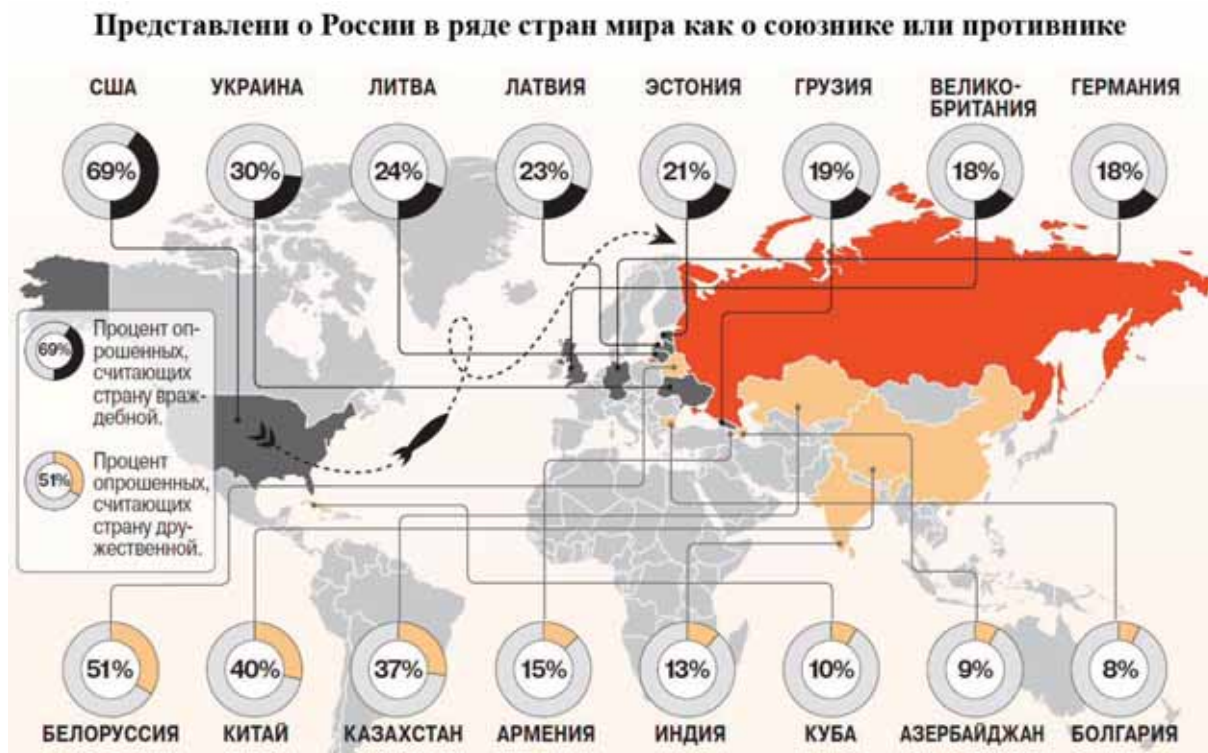 Представлени о России в ряде стран мира как о союзнике или противнике
США УКРАИНА ЛИТВА ЛАТВИЯ ЭСТОНИЯ ГРУЗИЯ ВЕЛИКО-
БРИТАНИЯ ГЕРМАНИЯ
69% 30% 24% 23% 21% 19% 18% 18%
69%
Процент оп-
рошенных,
считающих
страну враж-
дебной.
51%
Процент
опрошенных,
считающих
страну дру-
жественной.
51% 40% 37% 15% 13% 10% 9% 8%
БЕЛОРУССИЯ КИТАЙ КАЗАХСТАН АРМЕНИЯ ИНДИЯ КУБА АЗЕРБАЙДЖАН БОЛГАРИЯ